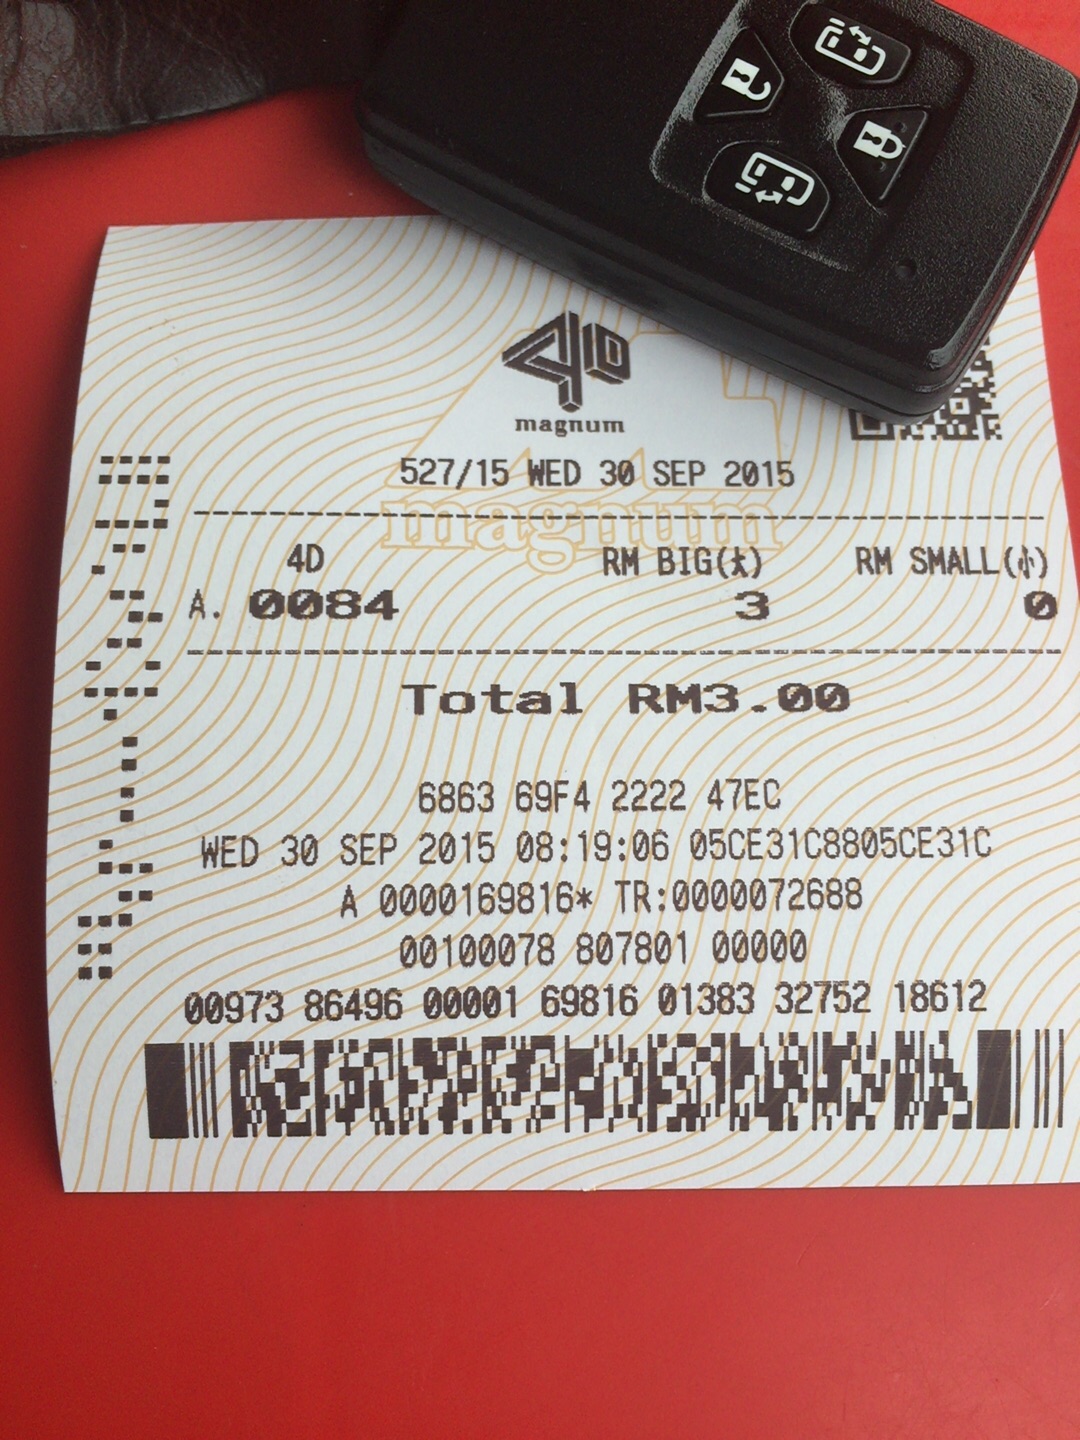 4D
magnum
527/15 WED 30 SEP 2015
magnum
4D RM BIG(大) RM SMALL(小)
A. 0084 3 0
Total RM3.00
6863 69F4 2222 47EC
WED 30 SEP 2015 08:19:06 05CE31C8805CE31C
A 0000169816* TR:0000072688
00100078 807801 00000
00973 86496 00001 69816 01383 32752 18612